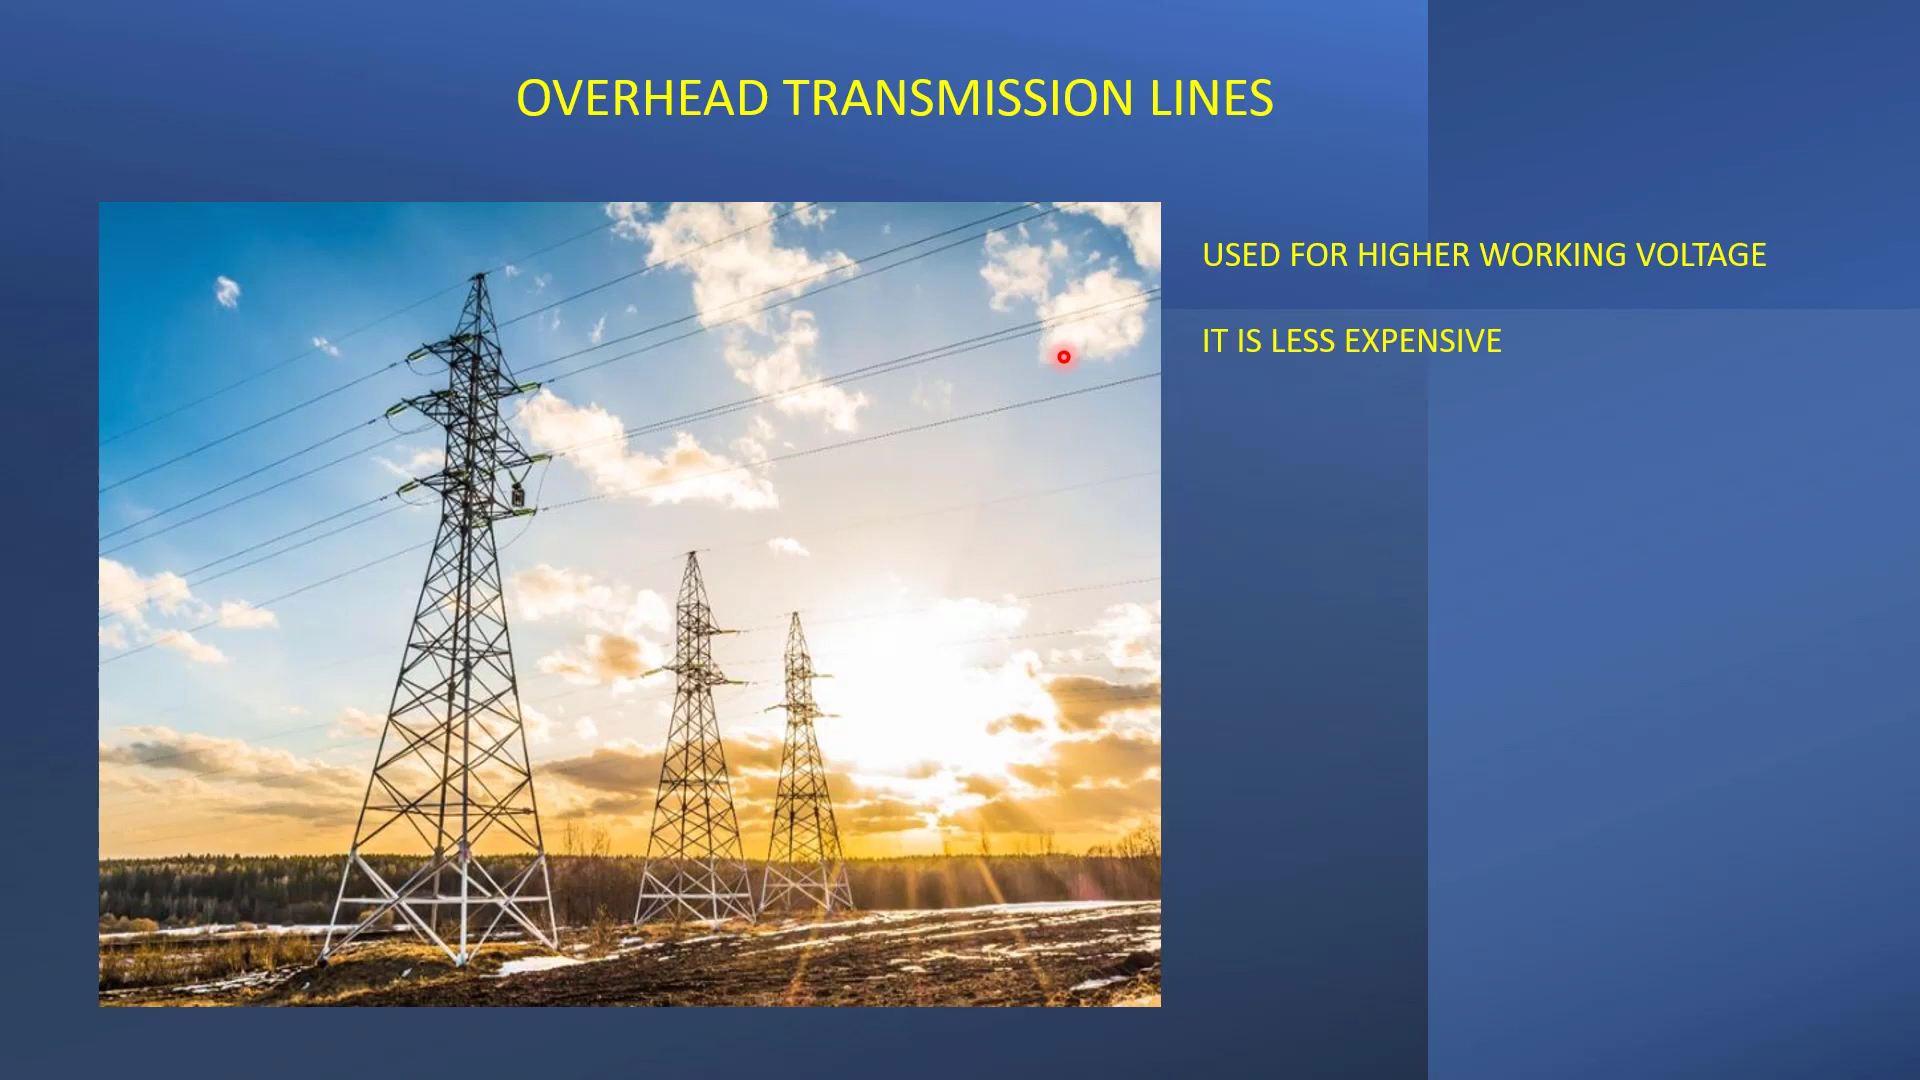 OVERHEAD TRANSMISSION LINES
USED FOR HIGHER WORKING VOLTAGE
IT IS LESS EXPENSIVE